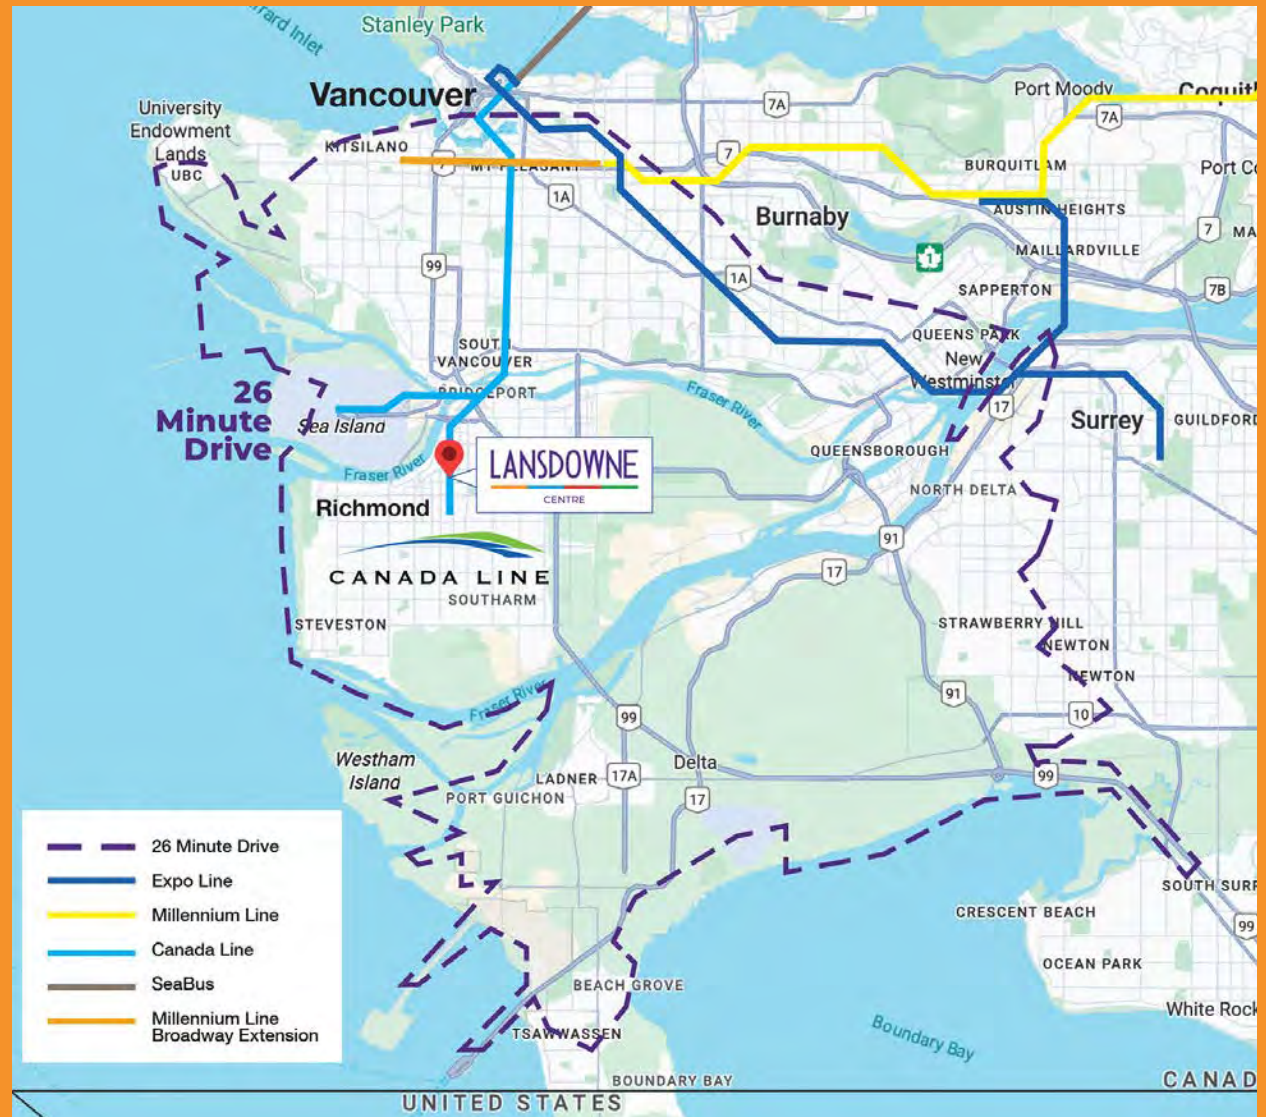 Stanley Park
Vancouver
7A
Port Moody
7A
University
Endowment
Lands
UBC
KITSILANO
7
BURQUITLAM
1A
Burnaby
AUSTIN HEIGHTS
7
1
MAILLARDVILLE
99
1A
SAPPERTON
7B
QUEENS PARK
New
Westminster
SOUTH
VANCOUVER
BRIDGEPORT
26
Minute
Drive
Sea Island
Fraser River
17
Surrey
GUILDFORD
LANSDOWNE
CENTRE
QUEENSBOROUGH
Fraser River
NORTH DELTA
Richmond
CANADA LINE
SOUTHARM
91
17
STEVESTON
STRAWBERRY HILL
NEWTON
NEWTON
Fraser River
91
99
10
Westham
Island
LADNER
17A
Delta
99
PORT GUICHON
17
26 Minute Drive
Expo Line
Millennium Line
Canada Line
SeaBus
Millennium Line
Broadway Extension
CRESCENT BEACH
99
OCEAN PARK
BEACH GROVE
White Rock
TSAWWASSEN
Boundary Bay
BOUNDARY BAY
UNITED STATES